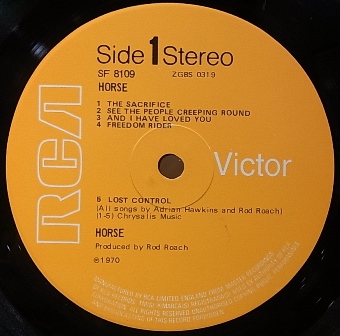 Side 1 Stereo
SF 8109 ZGBS 0319
HORSE
1 THE SACRIFICE
2 SEE THE PEOPLE CREEPING ROUND
3 AND I HAVE LOVED YOU
4 FREEDOM RIDER
RCA Victor
5 LOST CONTROL
(All songs by Adrian Hawkins and Rod Roach)
(1-5) Chrysalis Music
HORSE
Produced by Rod Roach
℗1970